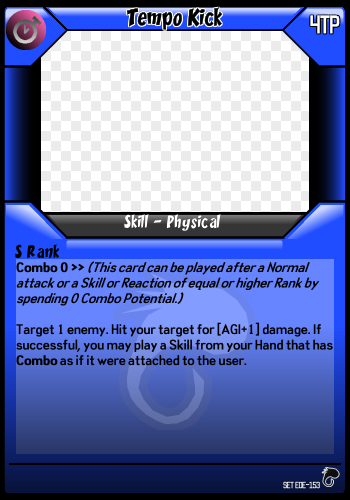 Tempo Kick
4TP
Skill - Physical
S Rank
Combo 0 >> (This card can be played after a Normal
attack or a Skill or Reaction of equal or higher Rank by
spending 0 Combo Potential.)
Target 1 enemy. Hit your target for [AGI+1] damage. If
successful, you may play a Skill from your Hand that has
Combo as if it were attached to the user.
SET EDE-153